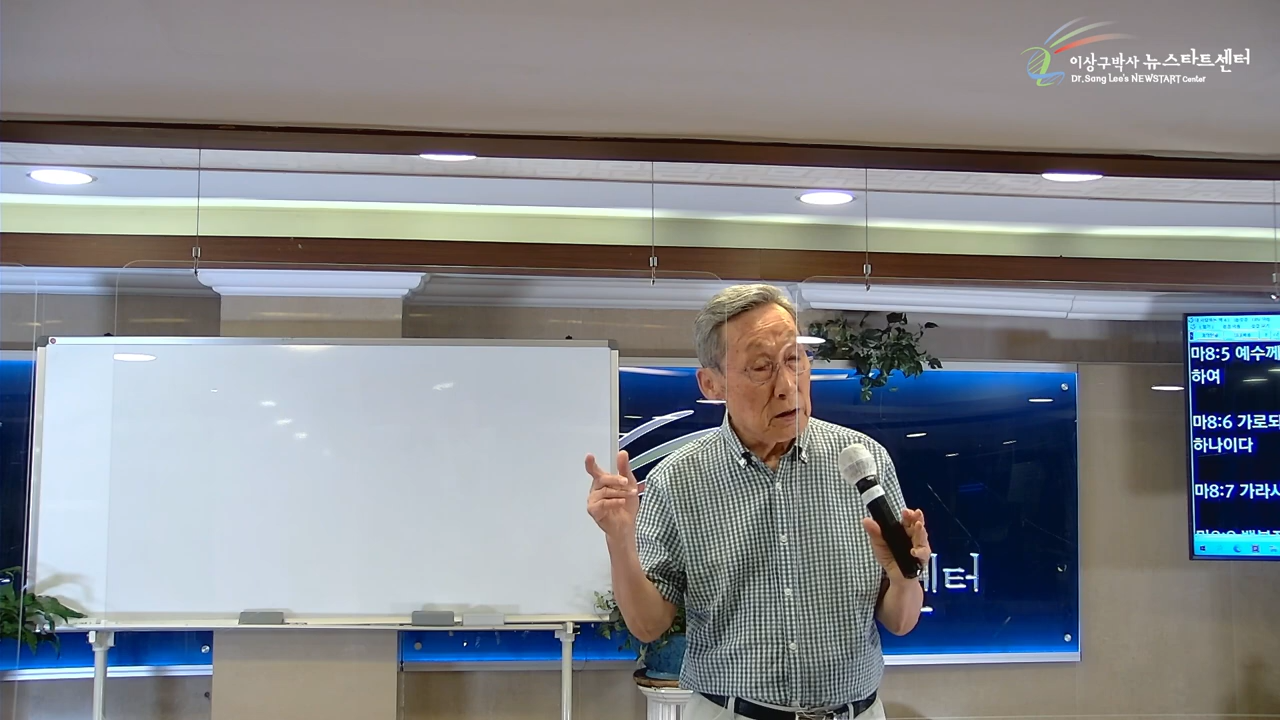 이상구박사 뉴스타트센터
Dr. Sang Lee's NEWSTART Center
마8:5 예수께
하여
마8:6 가로되
하나이다
마8:7 가라사
센터